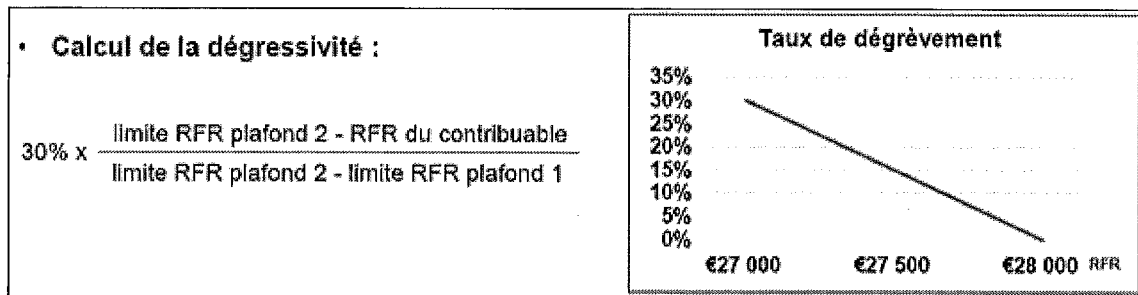 • Calcul de la dégressivité :
30% x
limite RFR plafond 2 - RFR du contribuable
limite RFR plafond 2 - limite RFR plafond 1
Taux de dégrèvement
35%
30%
25%
20%
15%
10%
5%
0%
€27 000 €27 500 €28 000 RFR